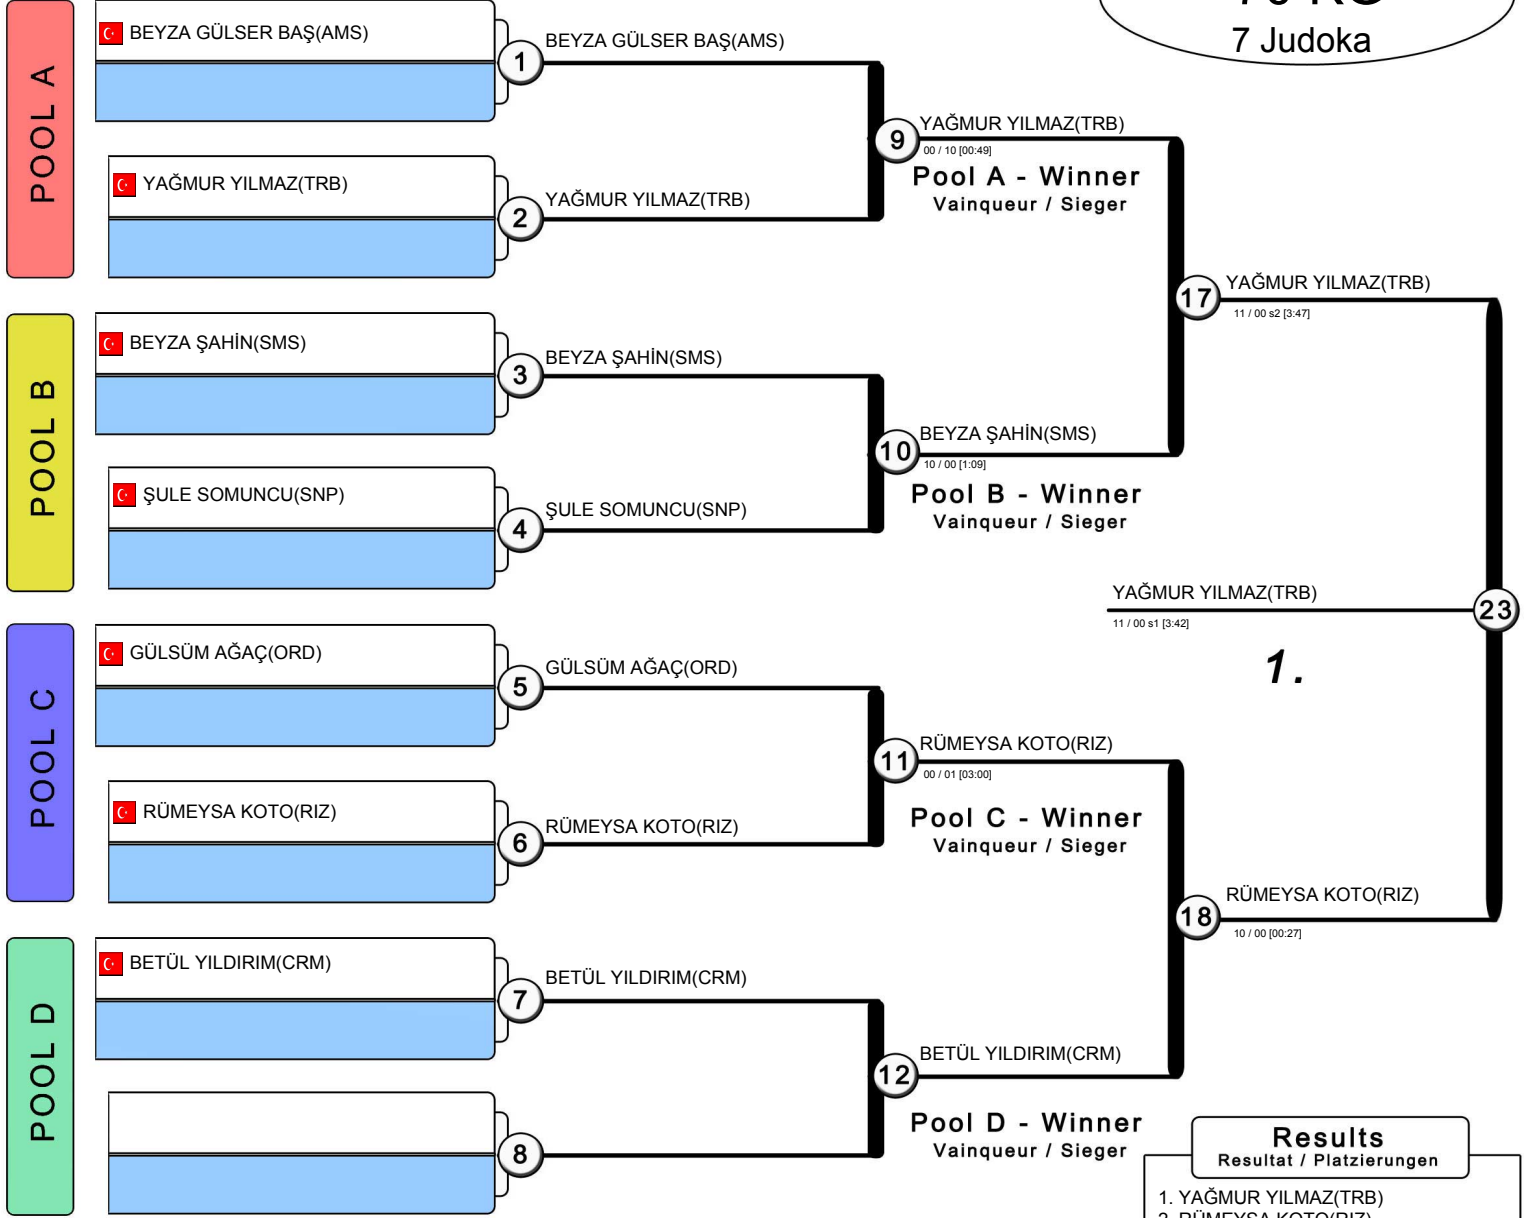 7 Judoka
POOL A
BEYZA GÜLSER BAŞ(AMS)
1
BEYZA GÜLSER BAŞ(AMS)
YAĞMUR YILMAZ(TRB)
2
YAĞMUR YILMAZ(TRB)
9
YAĞMUR YILMAZ(TRB)
00 / 10 [00:49]
Pool A - Winner
Vainqueur / Sieger
POOL B
BEYZA ŞAHİN(SMS)
3
BEYZA ŞAHİN(SMS)
ŞULE SOMUNCU(SNP)
4
ŞULE SOMUNCU(SNP)
10
BEYZA ŞAHİN(SMS)
10 / 00 [1:09]
Pool B - Winner
Vainqueur / Sieger
17
YAĞMUR YILMAZ(TRB)
11 / 00 s2 [3:47]
POOL C
GÜLSÜM AĞAÇ(ORD)
5
GÜLSÜM AĞAÇ(ORD)
RÜMEYSA KOTO(RIZ)
6
RÜMEYSA KOTO(RIZ)
11
RÜMEYSA KOTO(RIZ)
00 / 01 [03:00]
Pool C - Winner
Vainqueur / Sieger
POOL D
BETÜL YILDIRIM(CRM)
7
BETÜL YILDIRIM(CRM)
8
12
BETÜL YILDIRIM(CRM)
Pool D - Winner
Vainqueur / Sieger
18
RÜMEYSA KOTO(RIZ)
10 / 00 [00:27]
23
YAĞMUR YILMAZ(TRB)
11 / 00 s1 [3:42]
1.
Results
Resultat / Platzierungen
1. YAĞMUR YILMAZ(TRB)
2. RÜMEYSA KOTO(RIZ)